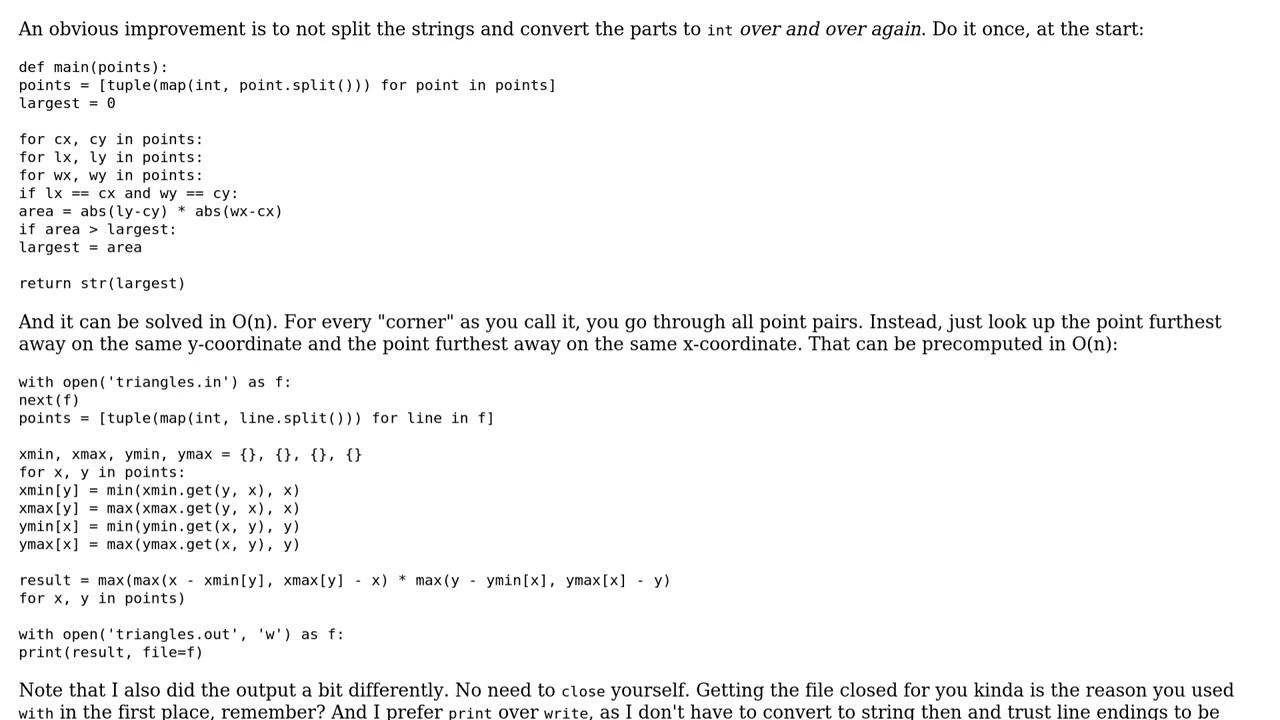 An obvious improvement is to not split the strings and convert the parts to int over and over again. Do it once, at the start:
def main(points):
points = [tuple(map(int, point.split())) for point in points]
largest = 0
for cx, cy in points:
for lx, ly in points:
for wx, wy in points:
if lx == cx and wy == cy:
area = abs(ly-cy) * abs(wx-cx)
if area > largest:
largest = area
return str(largest)
And it can be solved in O(n). For every "corner" as you call it, you go through all point pairs. Instead, just look up the point furthest
away on the same y-coordinate and the point furthest away on the same x-coordinate. That can be precomputed in O(n):
with open('triangles.in') as f:
next(f)
points = [tuple(map(int, line.split())) for line in f]
xmin, xmax, ymin, ymax = {}, {}, {}, {}
for x, y in points:
xmin[y] = min(xmin.get(y, x), x)
xmax[y] = max(xmax.get(y, x), x)
ymin[x] = min(ymin.get(x, y), y)
ymax[x] = max(ymax.get(x, y), y)
result = max(max(x - xmin[y], xmax[y] - x) * max(y - ymin[x], ymax[x] - y)
for x, y in points)
with open('triangles.out', 'w') as f:
print(result, file=f)
Note that I also did the output a bit differently. No need to close yourself. Getting the file closed for you kinda is the reason you used
with in the first place, remember? And I prefer print over write, as I don't have to convert to string then and trust line endings to be